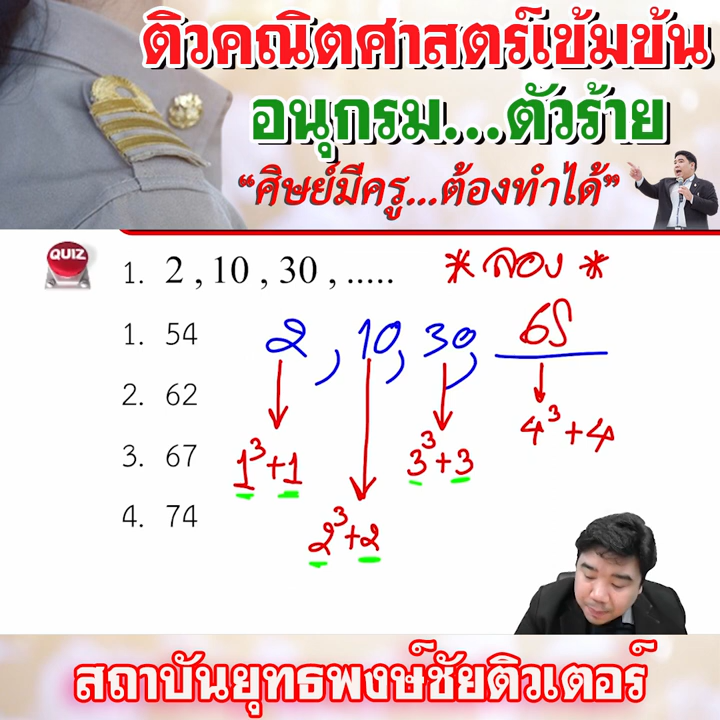 ติวคณิตศาสตร์เข้มข้น
อนุกรม...ตัวร้าย
“ศิษย์มีครู...ต้องทำได้”
QUIZ
1. 2 , 10 , 30 , .....
* ลอง *
1. 54
2. 62
3. 67
4. 74
2 , 10 , 30 , 68
1³+1
2³+2
3³+3
4³+4
สถาบันยุทธพงษ์ชัยติวเตอร์